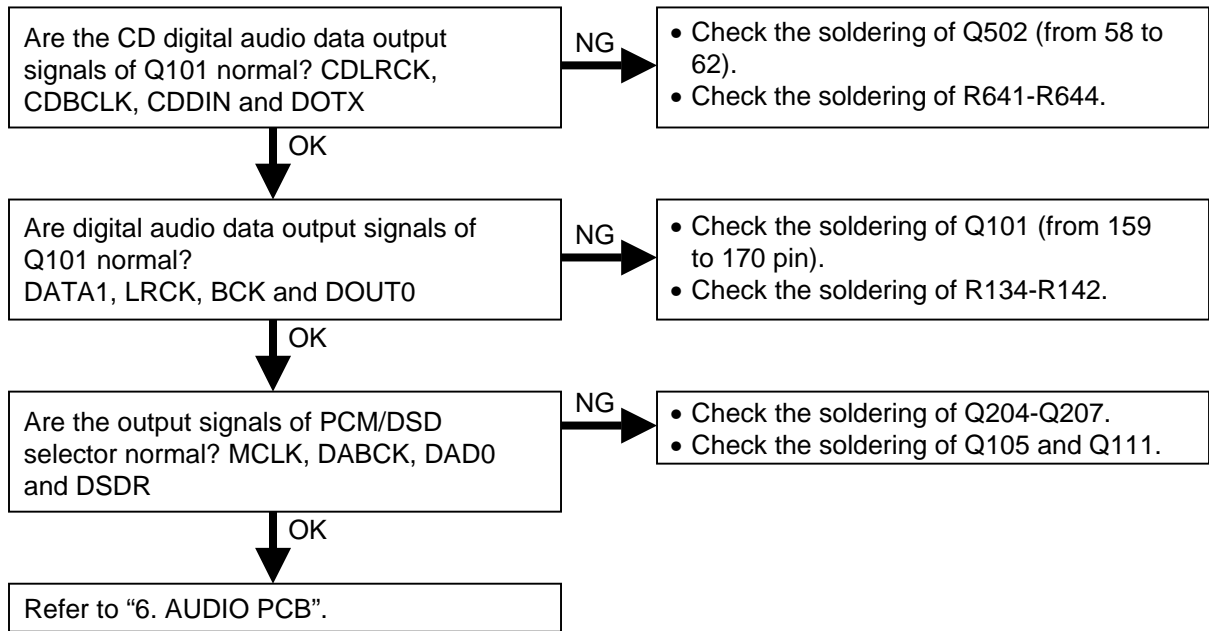 Are the CD digital audio data output
signals of Q101 normal? CDLRCK,
CDBCLK, CDDIN and DOTX
NG
• Check the soldering of Q502 (from 58 to
62).
• Check the soldering of R641-R644.
OK
Are digital audio data output signals of
Q101 normal?
DATA1, LRCK, BCK and DOUT0
NG
• Check the soldering of Q101 (from 159
to 170 pin).
• Check the soldering of R134-R142.
OK
Are the output signals of PCM/DSD
selector normal? MCLK, DABCK, DAD0
and DSDR
NG
• Check the soldering of Q204-Q207.
• Check the soldering of Q105 and Q111.
OK
Refer to “6. AUDIO PCB”.